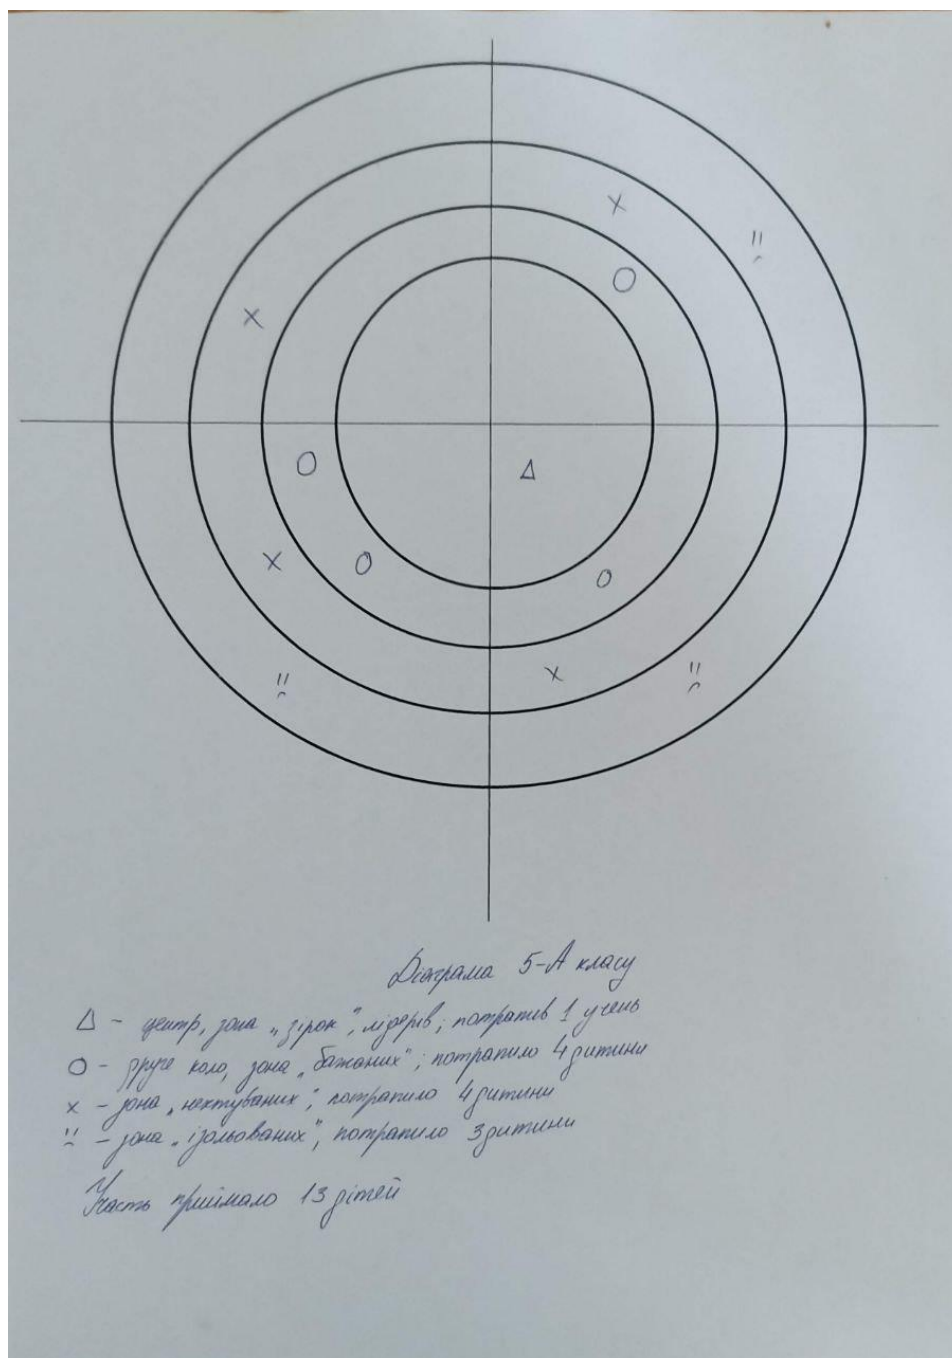 Діаграма 5-А класу
Δ - центр, зона „зірок", лідерів; потрапив 1 учень
О - друге коло, зона „бажаних"; потрапило 4 дитини
х - зона „нехтуваних"; потрапило 4 дитини
- зона „ізольованих", потрапило 3 дитини
Участь приймало 13 дітей